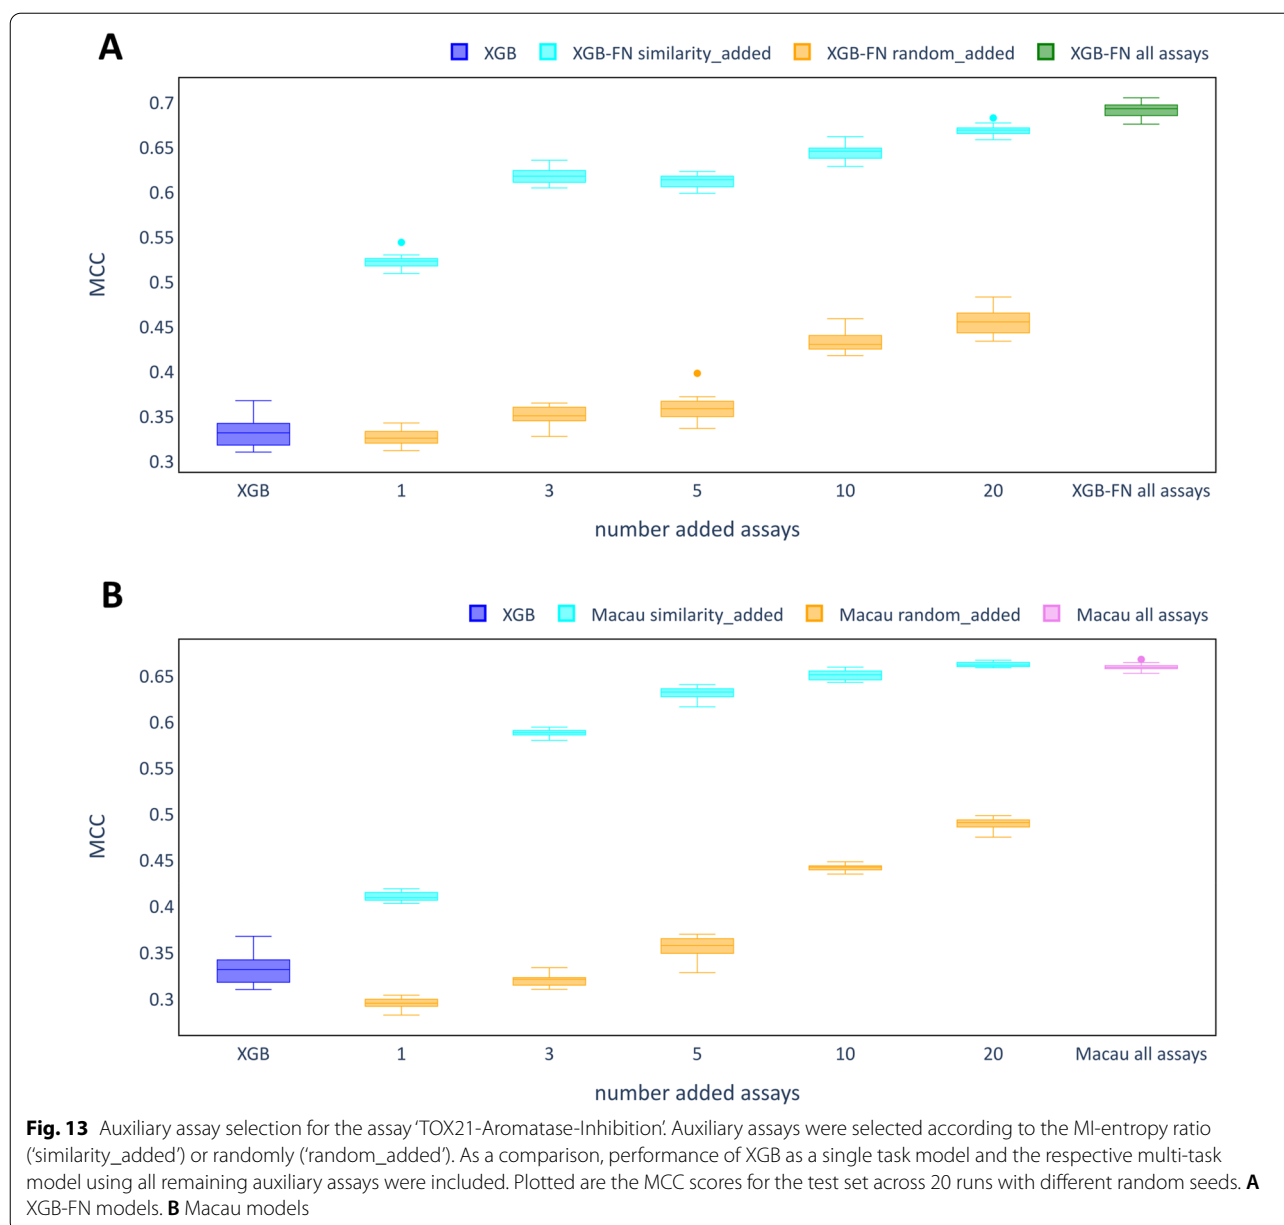 A
XGB XGB-FN similarity_added XGB-FN random_added XGB-FN all assays
0.7
0.65
0.6
0.55
0.5
0.45
0.4
0.35
0.3
MCC
XGB 1 3 5 10 20 XGB-FN all assays
number added assays
B
XGB Macau similarity_added Macau random_added Macau all assays
0.65
0.6
0.55
0.5
0.45
0.4
0.35
0.3
MCC
XGB 1 3 5 10 20 Macau all assays
number added assays
Fig. 13 Auxiliary assay selection for the assay ‘TOX21-Aromatase-Inhibition’. Auxiliary assays were selected according to the MI-entropy ratio
(‘similarity_added’) or randomly (‘random_added’). As a comparison, performance of XGB as a single task model and the respective multi-task
model using all remaining auxiliary assays were included. Plotted are the MCC scores for the test set across 20 runs with different random seeds. A
XGB-FN models. B Macau models